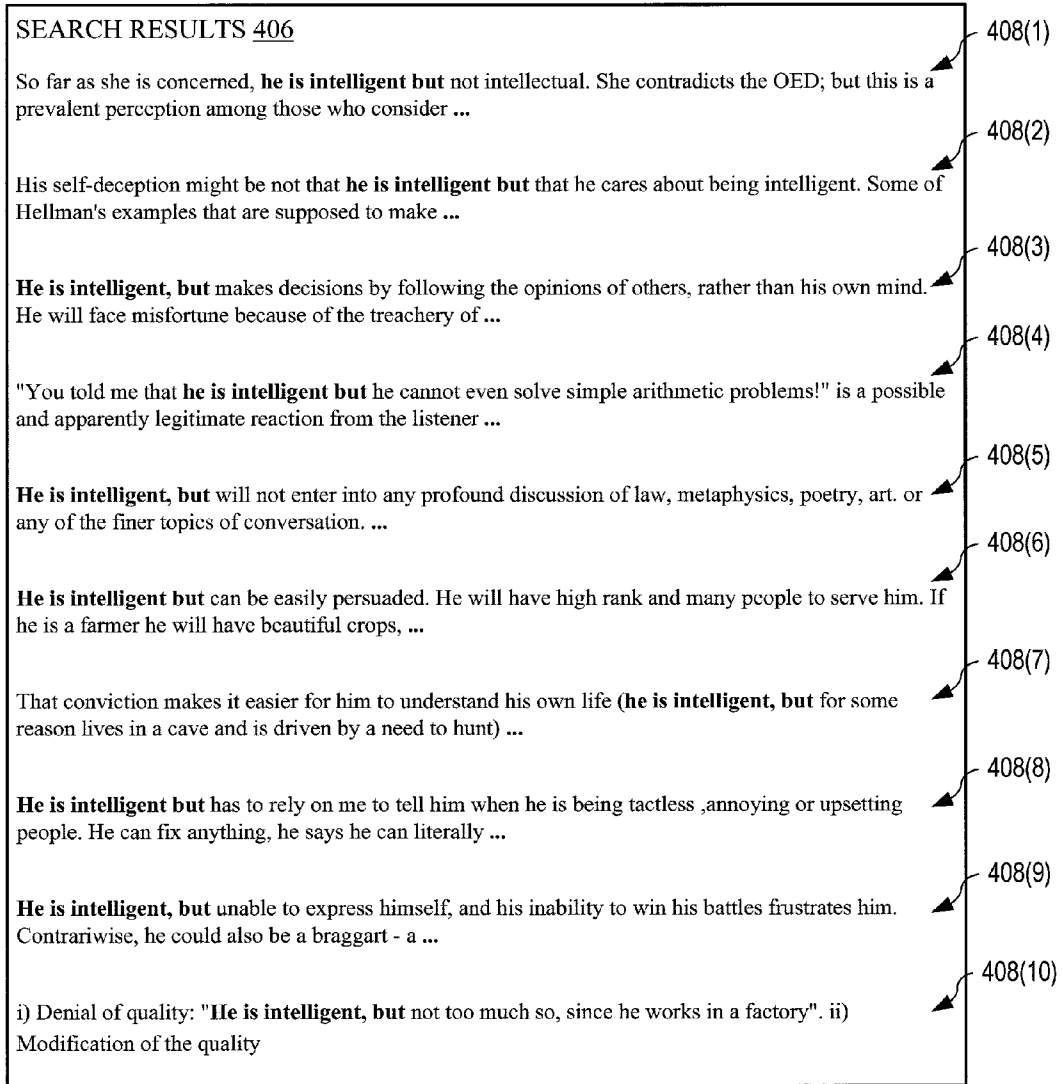 SEARCH RESULTS 406
408(1)
So far as she is concerned, he is intelligent but not intellectual. She contradicts the OED; but this is a
prevalent perception among those who consider ...
408(2)
His self-deception might be not that he is intelligent but that he cares about being intelligent. Some of
Hellman's examples that are supposed to make ...
408(3)
He is intelligent, but makes decisions by following the opinions of others, rather than his own mind.
He will face misfortune because of the treachery of ...
408(4)
"You told me that he is intelligent but he cannot even solve simple arithmetic problems!" is a possible
and apparently legitimate reaction from the listener ...
408(5)
He is intelligent, but will not enter into any profound discussion of law, metaphysics, poetry, art. or
any of the finer topics of conversation. ...
408(6)
He is intelligent but can be easily persuaded. He will have high rank and many people to serve him. If
he is a farmer he will have beautiful crops, ...
408(7)
That conviction makes it easier for him to understand his own life (he is intelligent, but for some
reason lives in a cave and is driven by a need to hunt) ...
408(8)
He is intelligent but has to rely on me to tell him when he is being tactless ,annoying or upsetting
people. He can fix anything, he says he can literally ...
408(9)
He is intelligent, but unable to express himself, and his inability to win his battles frustrates him.
Contrariwise, he could also be a braggart - a ...
408(10)
i) Denial of quality: "He is intelligent, but not too much so, since he works in a factory". ii)
Modification of the quality